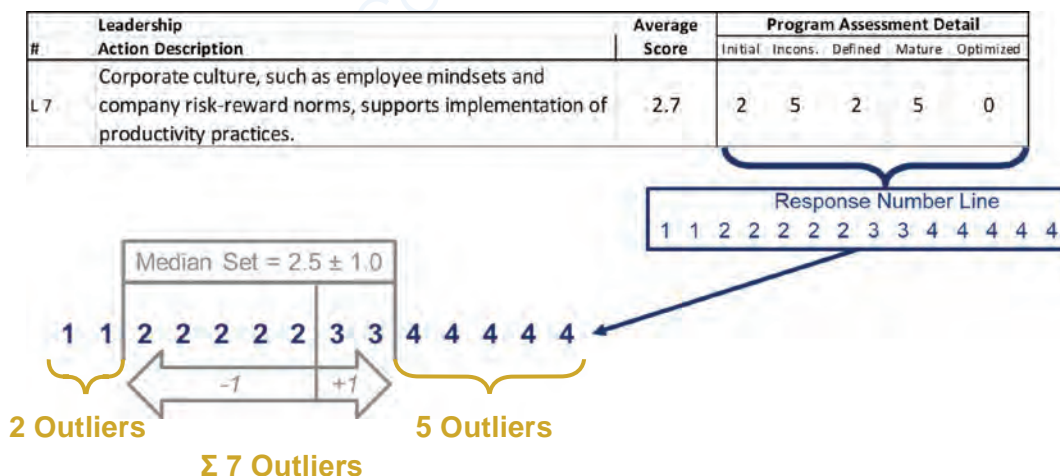 Leadership Average Program Assessment Detail
# Action Description Score Initial Incons. Defined Mature Optimized
Corporate culture, such as employee mindsets and
L 7 company risk-reward norms, supports implementation of 2.7 2 5 2 5 0
productivity practices.
Response Number Line
1 1 2 2 2 2 2 3 3 4 4 4 4 4
Median Set = 2.5 ± 1.0
1 1 2 2 2 2 2 3 3 4 4 4 4 4
-1 +1
2 Outliers 5 Outliers
Σ 7 Outliers